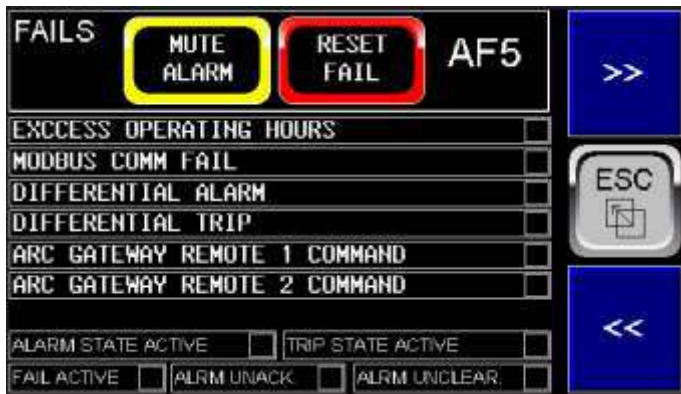 FAILS
MUTE
ALARM
RESET
FAIL
AF5
>>
EXCCESS OPERATING HOURS
MODBUS COMM FAIL
DIFFERENTIAL ALARM
DIFFERENTIAL TRIP
ARC GATEWAY REMOTE 1 COMMAND
ARC GATEWAY REMOTE 2 COMMAND
ESC
ALARM STATE ACTIVE
TRIP STATE ACTIVE
<<
FAIL ACTIVE
ALRM UNACK.
ALRM UNCLEAR.